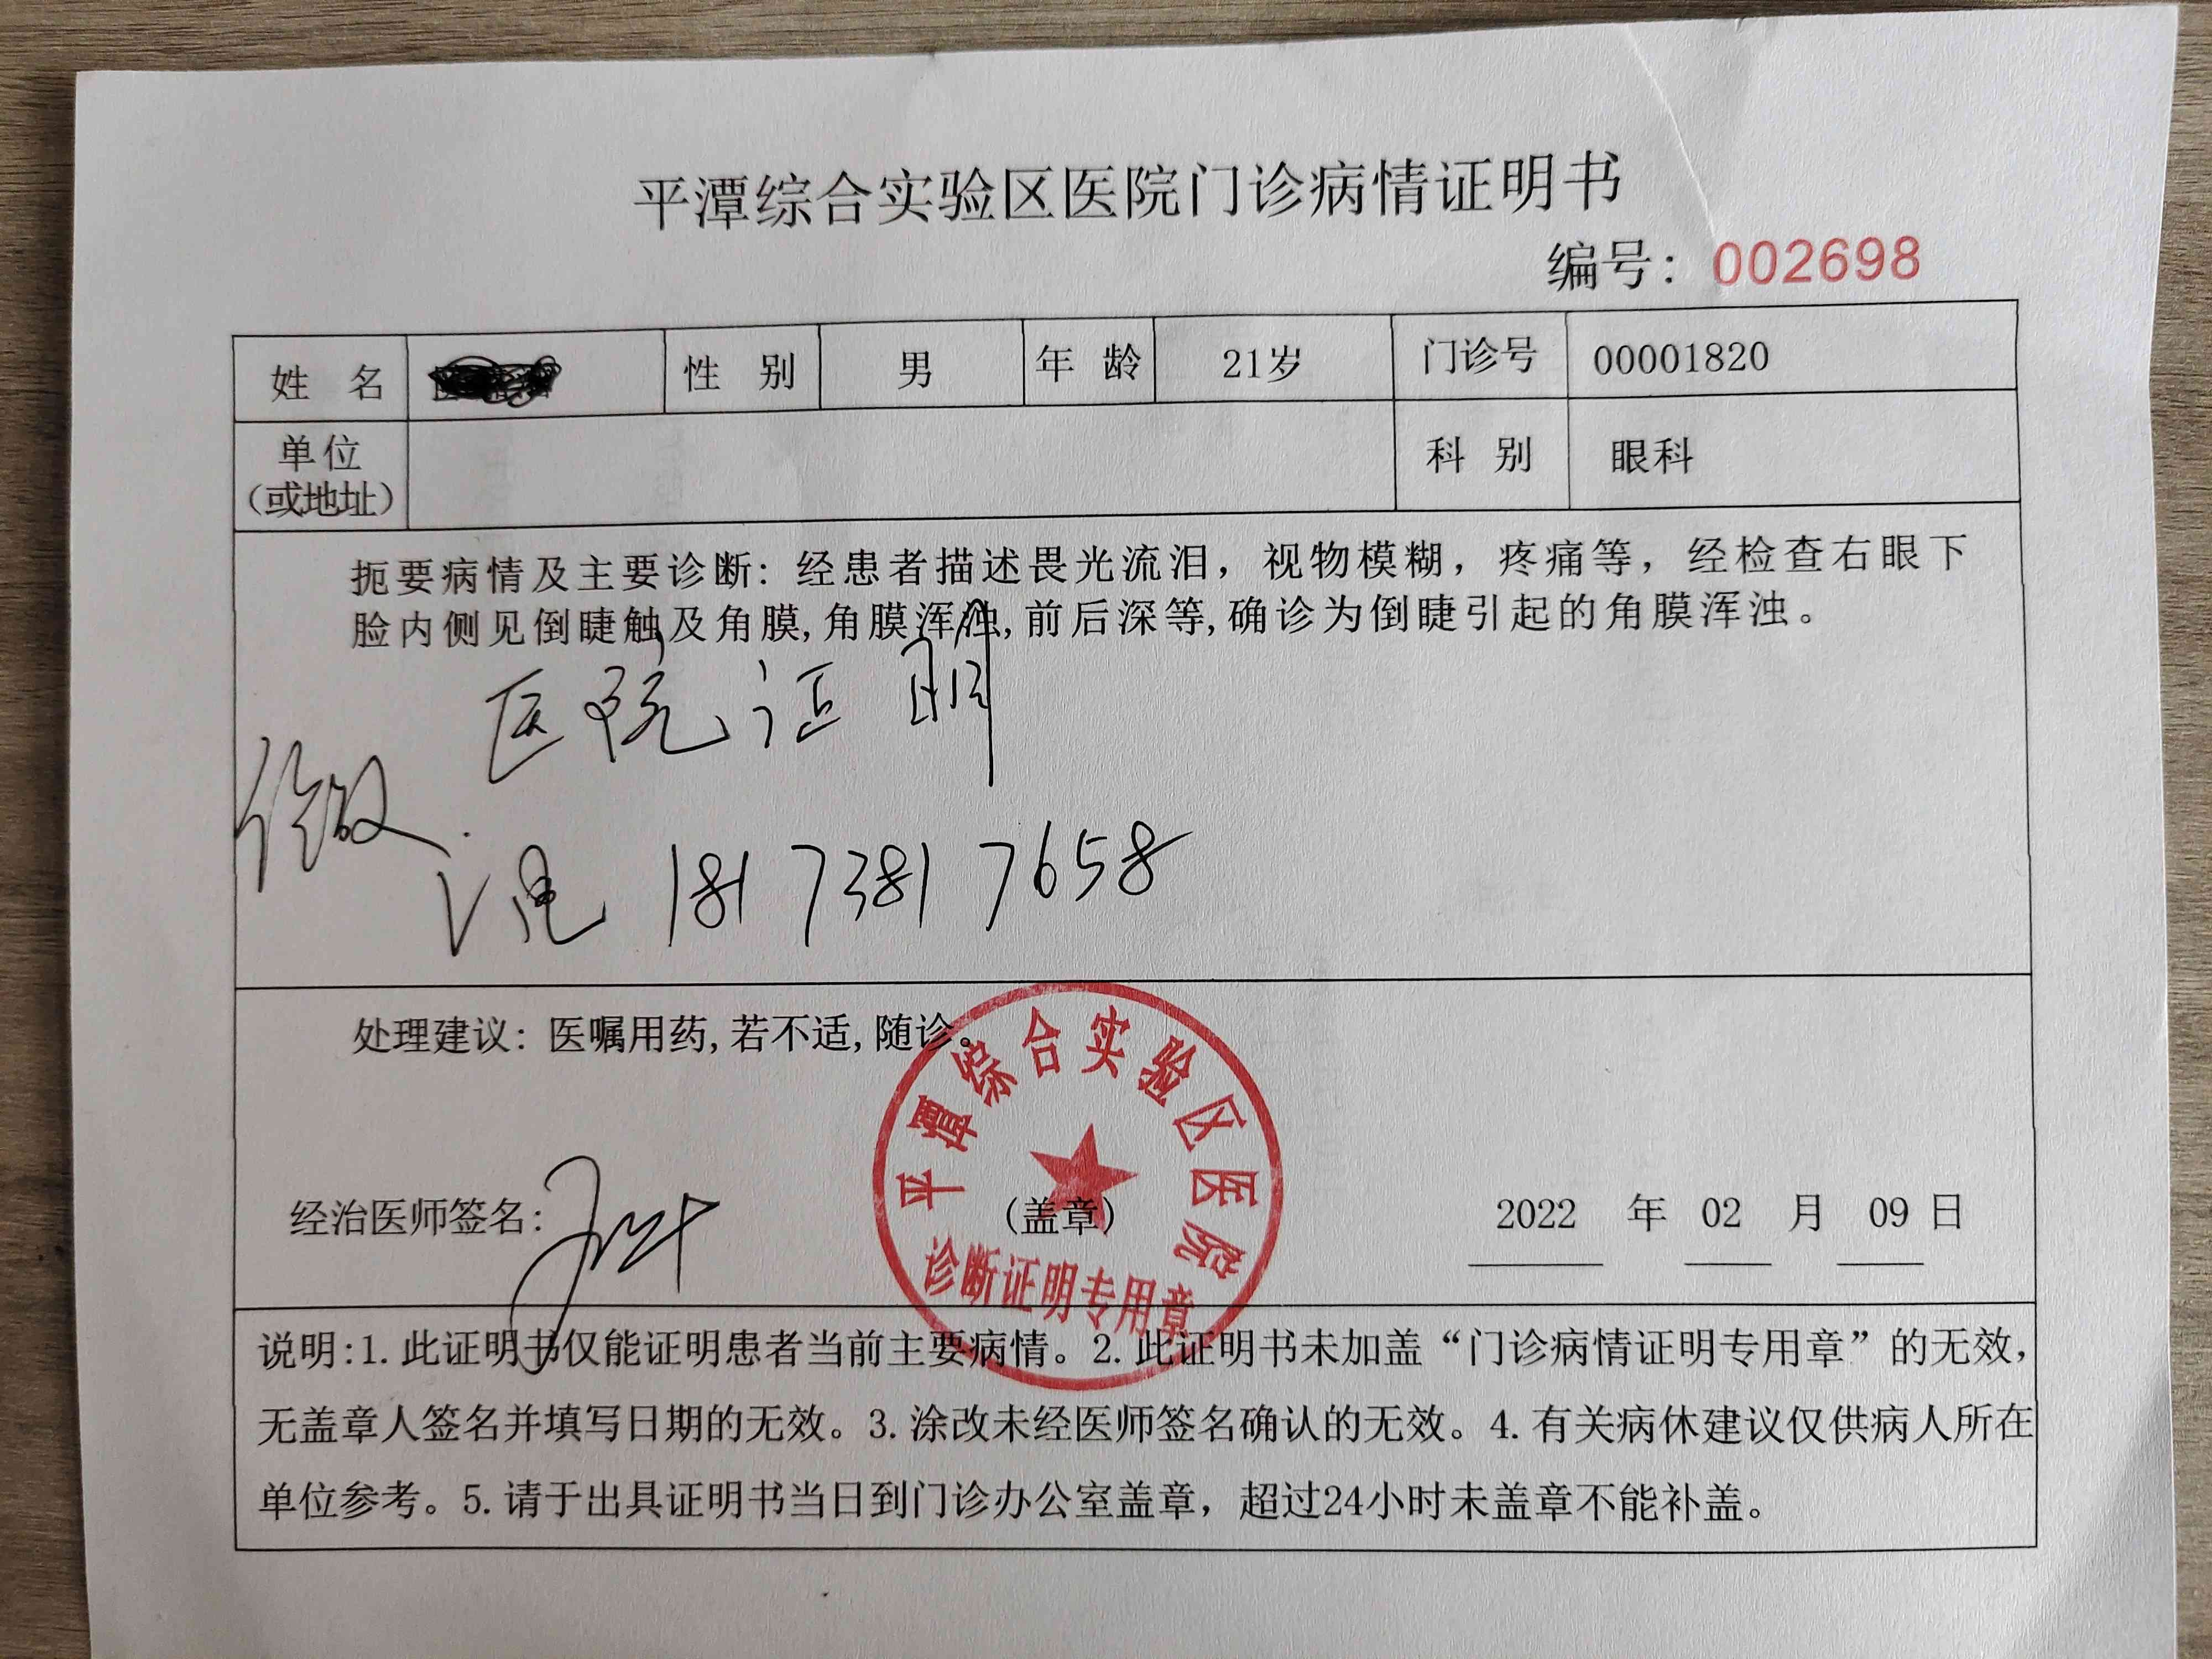 平潭综合实验区医院门诊病情证明书
编号：002698
姓 名 性 别 男 年 龄 21岁 门诊号 00001820
单位（或地址） 科 别 眼科
扼要病情及主要诊断：经患者描述畏光流泪，视物模糊，疼痛等，经检查右眼下
脸内侧见倒睫触及角膜,角膜浑浊,前后深等,确诊为倒睫引起的角膜浑浊。
医院证明
微
V电 181 7381 7658
处理建议：医嘱用药,若不适,随诊。
平潭综合实验区医院
诊断证明专用章
经治医师签名： (盖章) 2022 年 02 月 09 日
说明:1.此证明书仅能证明患者当前主要病情。2.此证明书未加盖“门诊病情证明专用章”的无效，
无盖章人签名并填写日期的无效。3.涂改未经医师签名确认的无效。4.有关病休建议仅供病人所在
单位参考。5.请于出具证明书当日到门诊办公室盖章，超过24小时未盖章不能补盖。